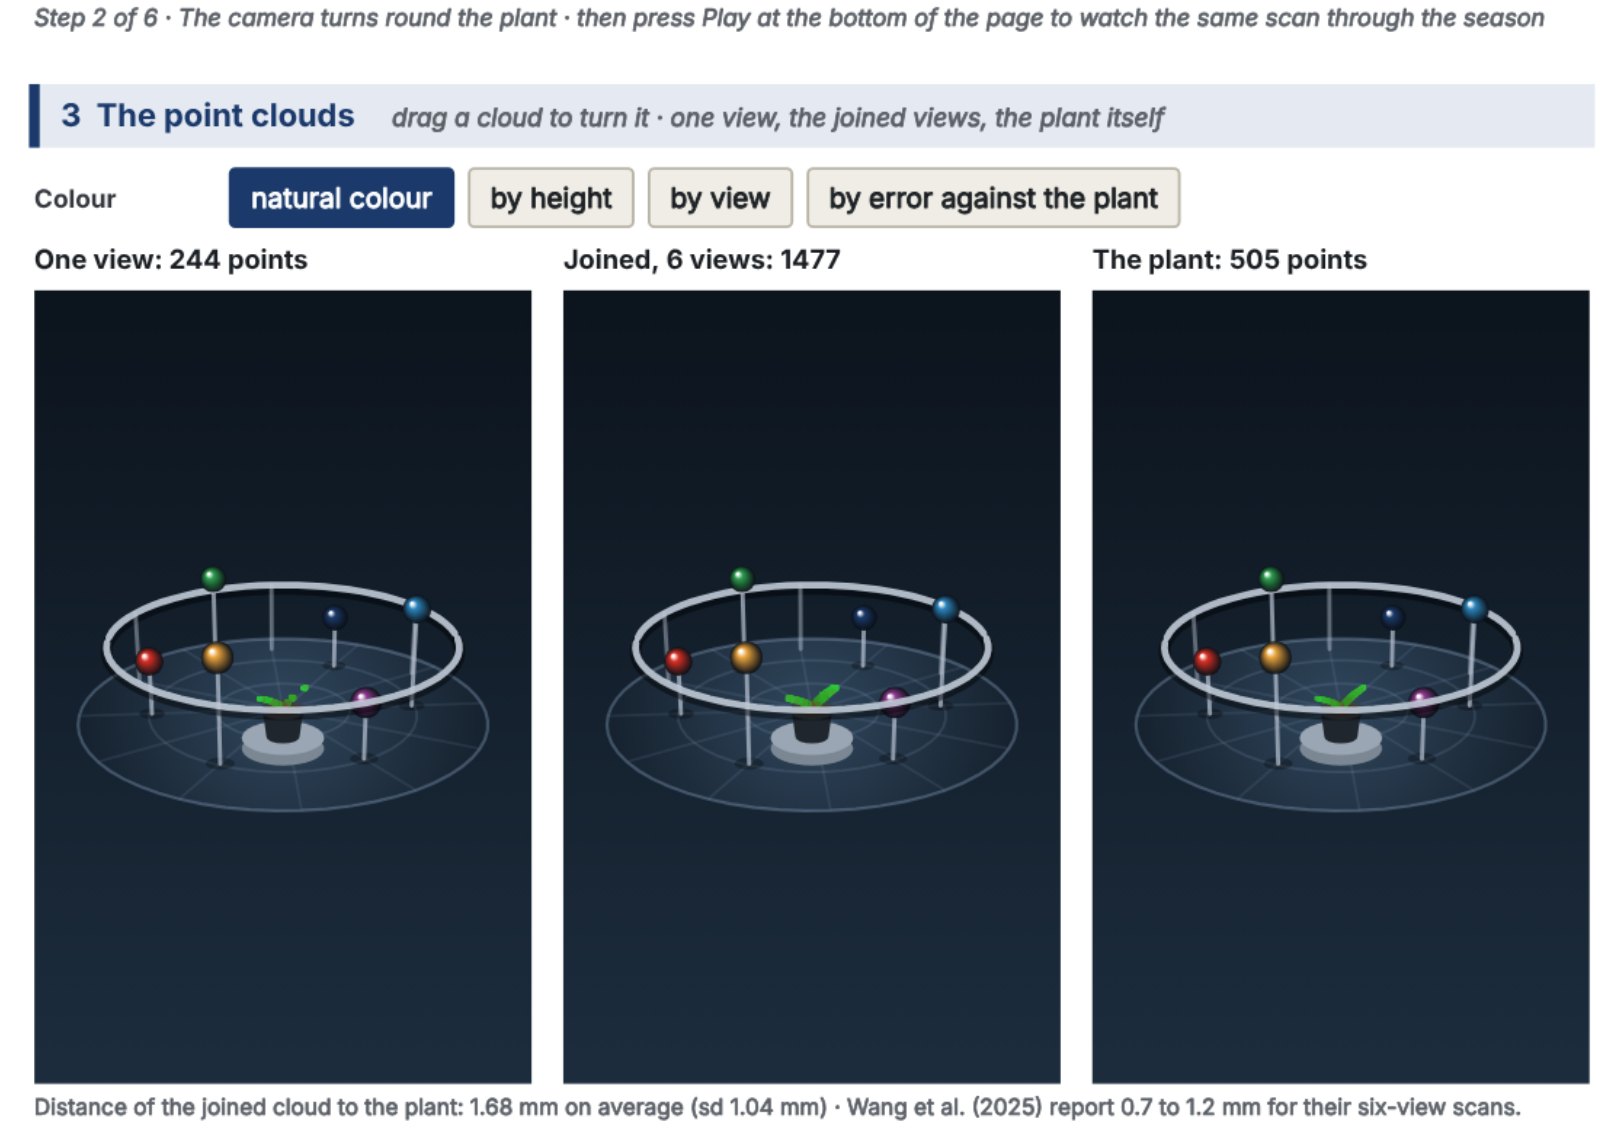 Step 2 of 6 · The camera turns round the plant · then press Play at the bottom of the page to watch the same scan through the season
3 The point clouds drag a cloud to turn it · one view, the joined views, the plant itself
Colour natural colour by height by view by error against the plant
One view: 244 points Joined, 6 views: 1477 The plant: 505 points
Distance of the joined cloud to the plant: 1.68 mm on average (sd 1.04 mm) · Wang et al. (2025) report 0.7 to 1.2 mm for their six-view scans.